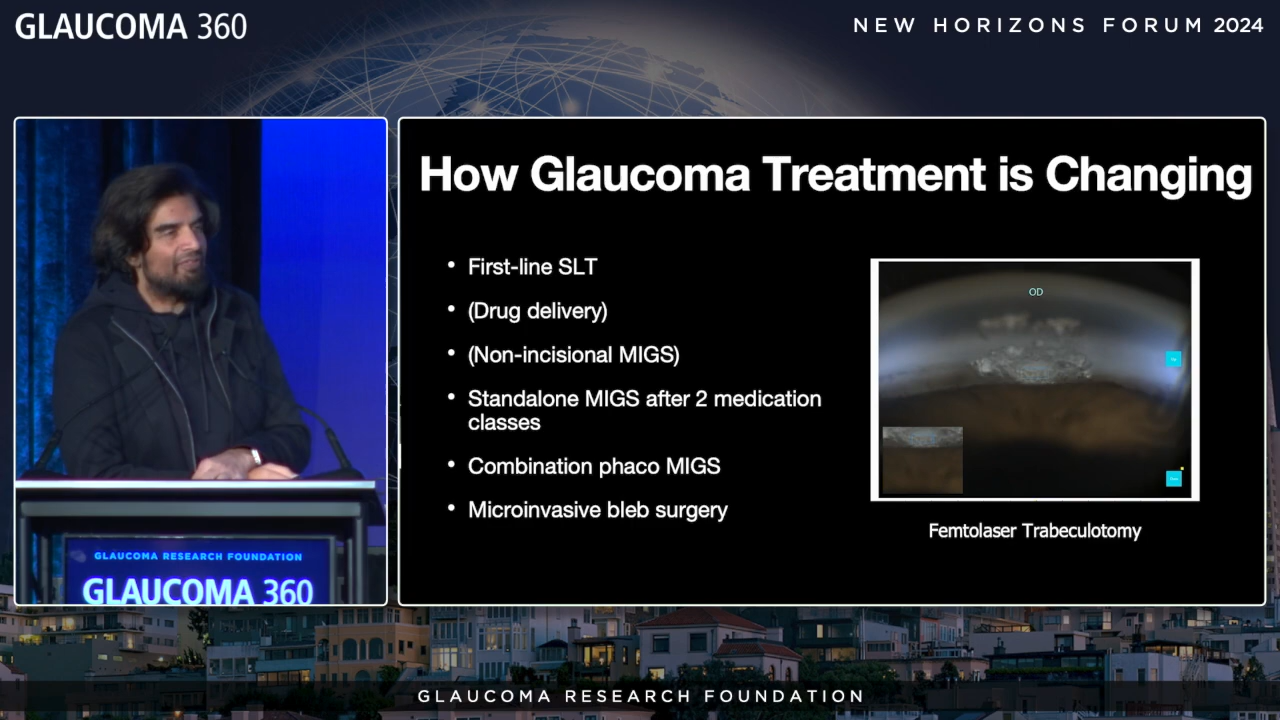 GLAUCOMA 360
NEW HORIZONS FORUM 2024
How Glaucoma Treatment is Changing
• First-line SLT
• (Drug delivery)
• (Non-incisional MIGS)
• Standalone MIGS after 2 medication
classes
• Combination phaco MIGS
• Microinvasive bleb surgery
OD
Femtolaser Trabeculotomy
GLAUCOMA RESEARCH FOUNDATION
GLAUCOMA 360
GLAUCOMA RESEARCH FOUNDATION